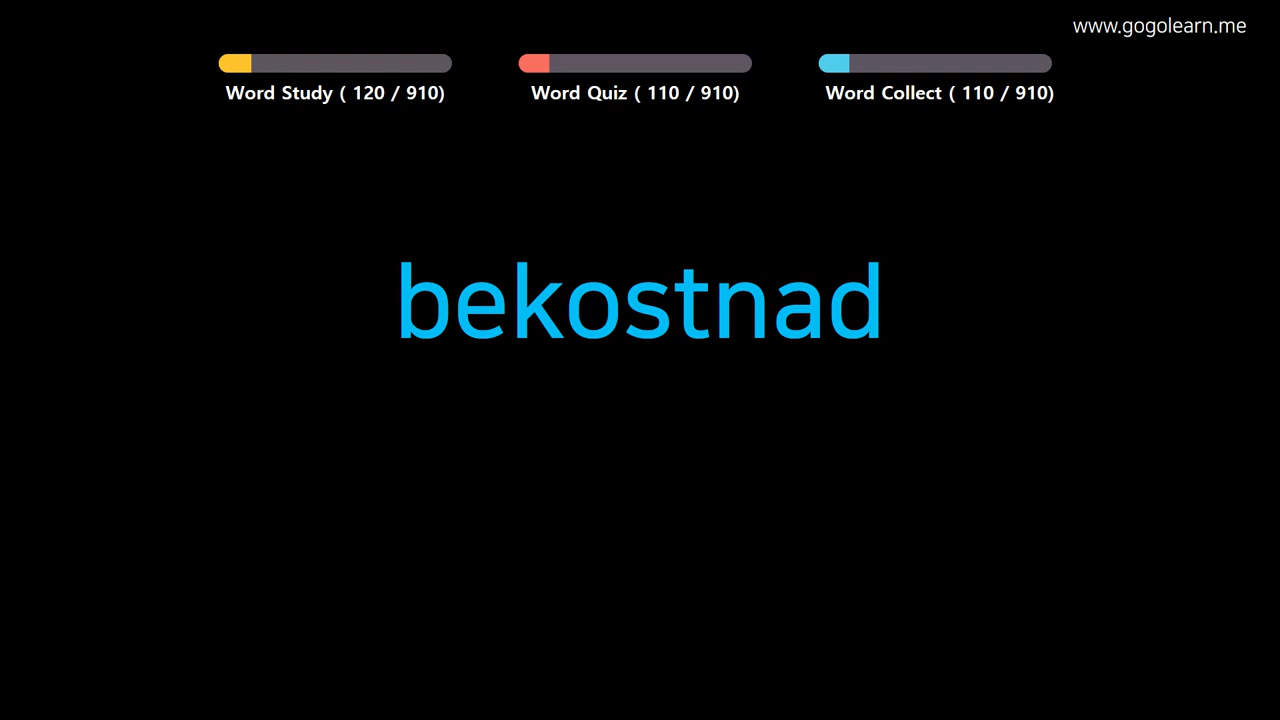 www.gogolearn.me
Word Study ( 120 / 910)
Word Quiz ( 110 / 910)
Word Collect ( 110 / 910)
bekostnad